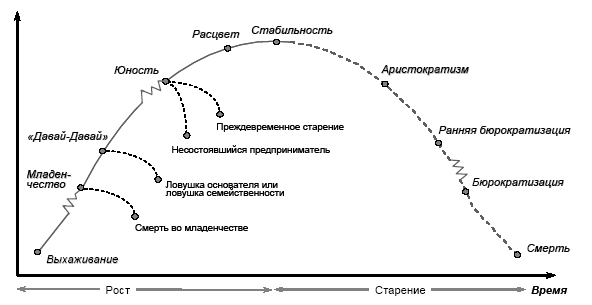 Расцвет
Стабильность
Юность
Аристократизм
Преждевременное старение
«Давай-Давай»
Ранняя бюрократизация
Несостоявшийся предприниматель
Младен-
чество
Ловушка основателя или
ловушка семейственности
Бюрократизация
Смерть во младенчестве
Выхаживание
Смерть
Рост
Старение
Время